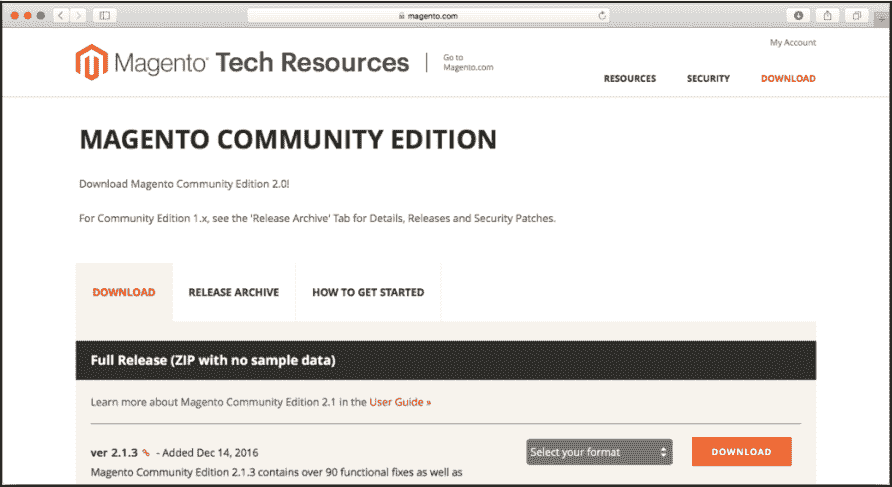 magento.com
My Account
Magento® Tech Resources
Go to
Magento.com
RESOURCES SECURITY DOWNLOAD
MAGENTO COMMUNITY EDITION
Download Magento Community Edition 2.0!
For Community Edition 1.x, see the 'Release Archive' Tab for Details, Releases and Security Patches.
DOWNLOAD RELEASE ARCHIVE HOW TO GET STARTED
Full Release (ZIP with no sample data)
Learn more about Magento Community Edition 2.1 in the User Guide »
ver 2.1.3 - Added Dec 14, 2016 Select your format DOWNLOAD
Magento Community Edition 2.1.3 contains over 90 functional fixes as well as